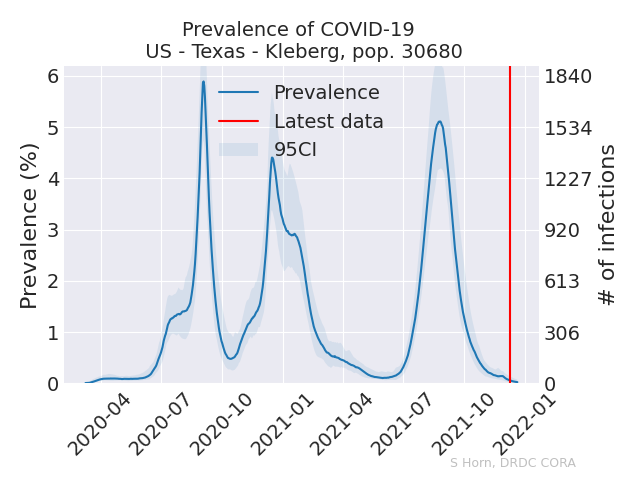 Prevalence of COVID-19
US - Texas - Kleberg, pop. 30680
Prevalence (%)
6
5
4
3
2
1
0
Prevalence
Latest data
95CI
1840
1534
1227
920
613
306
0
# of infections
2020-04
2020-07
2020-10
2021-01
2021-04
2021-07
2021-10
2022-01
S Horn, DRDC CORA